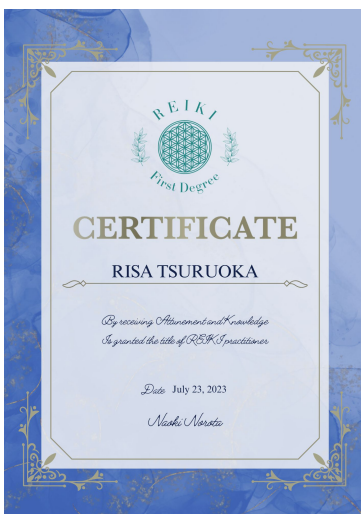 REIKI
First Degree
CERTIFICATE
RISA TSURUOKA
By receiving Attunement and Knowledge
Is granted the title of REIKI practitioner
Date July 23, 2023
Naoki Norota